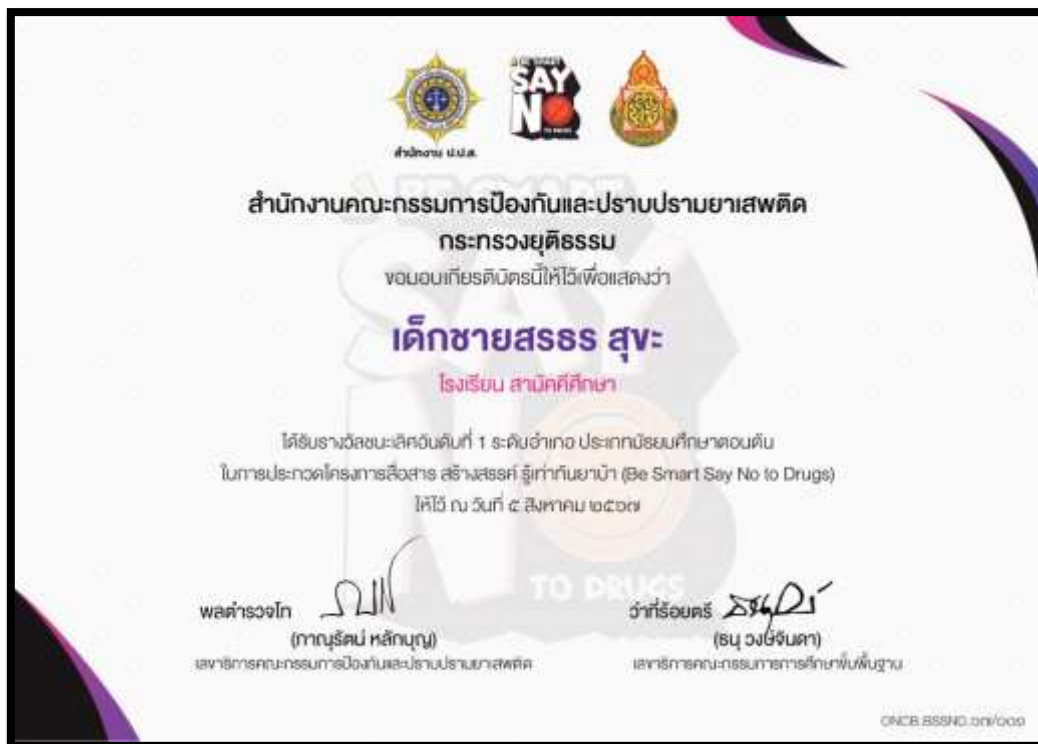 BE SMART
SAY
NO
TO DRUGS
สำนักงาน ป.ป.ส.
สำนักงานคณะกรรมการป้องกันและปราบปรามยาเสพติด
กระทรวงยุติธรรม
ขอมอบเกียรติบัตรนี้ให้ไว้เพื่อแสดงว่า
เด็กชายสรธร สุขะ
โรงเรียน สามัคคีศึกษา
ได้รับรางวัลชนะเลิศอันดับที่ 1 ระดับอำเภอ ประเภทมัธยมศึกษาตอนต้น
ในการประกวดโครงการสื่อสาร สร้างสรรค์ รู้เท่าทันยาบ้า (Be Smart Say No to Drugs)
ให้ไว้ ณ วันที่ ๕ สิงหาคม ๒๕๖๗
BE SMART
SAY
NO
TO DRUGS
พลตำรวจโท
(ภาณุรัตน์ หลักบุญ)
เลขาธิการคณะกรรมการป้องกันและปราบปรามยาเสพติด
ว่าที่ร้อยตรี
(ธนุ วงษ์จินดา)
เลขาธิการคณะกรรมการการศึกษาขั้นพื้นฐาน